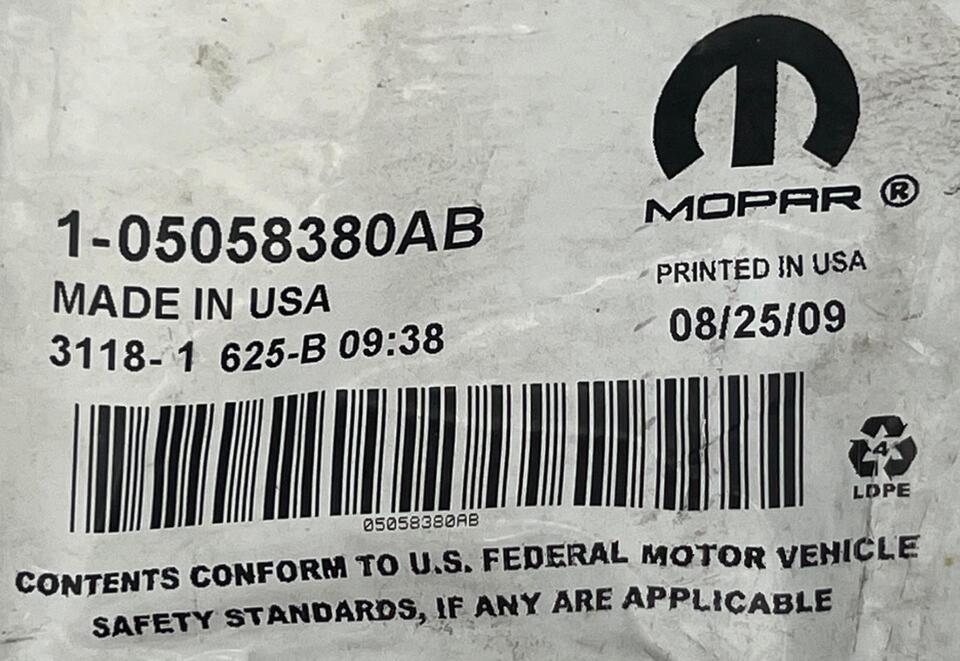 MOPAR ®
1-05058380AB
MADE IN USA
3118- 1 625-B 09:38
PRINTED IN USA
08/25/09
05058380AB
4
LDPE
CONTENTS CONFORM TO U.S. FEDERAL MOTOR VEHICLE
SAFETY STANDARDS, IF ANY ARE APPLICABLE